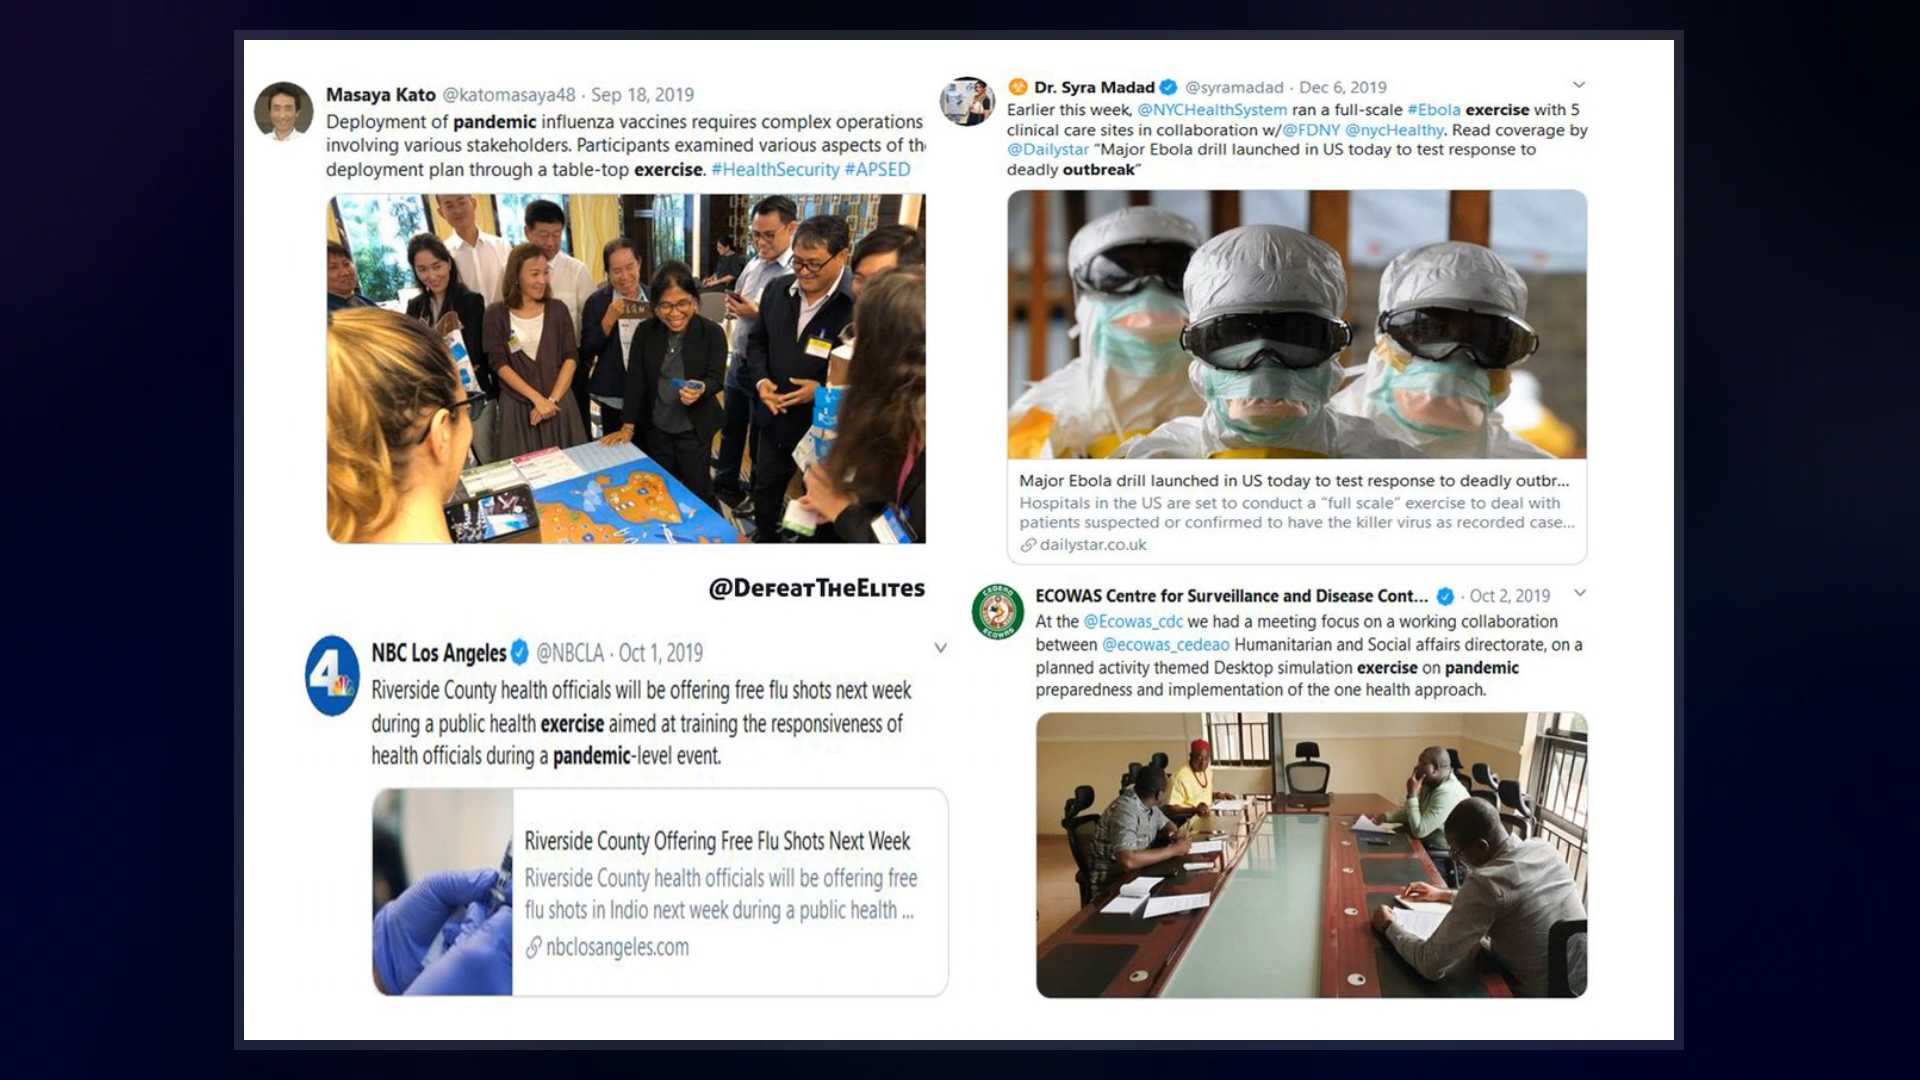 Masaya Kato @katomasaya48 · Sep 18, 2019
Deployment of pandemic influenza vaccines requires complex operations
involving various stakeholders. Participants examined various aspects of th
deployment plan through a table-top exercise. #HealthSecurity #APSED
@DefeatTheElites
NBC Los Angeles @NBCLA · Oct 1, 2019
Riverside County health officials will be offering free flu shots next week
during a public health exercise aimed at training the responsiveness of
health officials during a pandemic-level event.
4
Riverside County Offering Free Flu Shots Next Week
Riverside County health officials will be offering free
flu shots in Indio next week during a public health ...
nbclosangeles.com
Dr. Syra Madad @syramadad · Dec 6, 2019
Earlier this week, @NYCHealthSystem ran a full-scale #Ebola exercise with 5
clinical care sites in collaboration w/@FDNY @nycHealthy. Read coverage by
@Dailystar “Major Ebola drill launched in US today to test response to
deadly outbreak”
Major Ebola drill launched in US today to test response to deadly outbr...
Hospitals in the US are set to conduct a “full scale” exercise to deal with
patients suspected or confirmed to have the killer virus as recorded case...
dailystar.co.uk
ECOWAS Centre for Surveillance and Disease Cont... · Oct 2, 2019
At the @Ecowas_cdc we had a meeting focus on a working collaboration
between @ecowas_cedeao Humanitarian and Social affairs directorate, on a
planned activity themed Desktop simulation exercise on pandemic
preparedness and implementation of the one health approach.
CEDEAO
ECOWAS